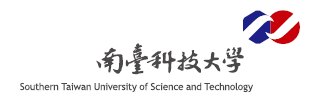 南臺科技大學
Southern Taiwan University of Science and Technology